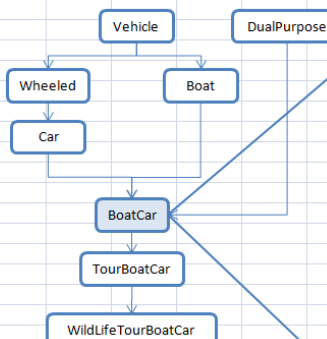 Vehicle
DualPurpose
Wheeled
Boat
Car
BoatCar
TourBoatCar
WildLifeTourBoatCar